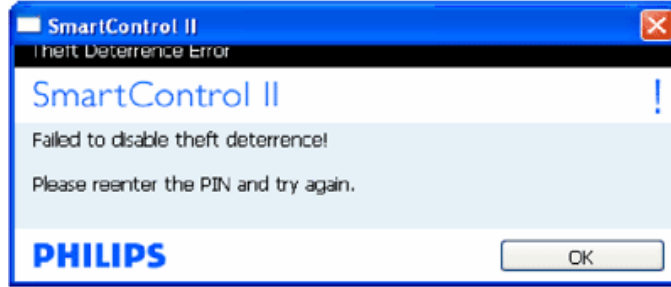 SmartControl II
Theft Deterrence Error
SmartControl II !
Failed to disable theft deterrence!
Please reenter the PIN and try again.
PHILIPS
OK